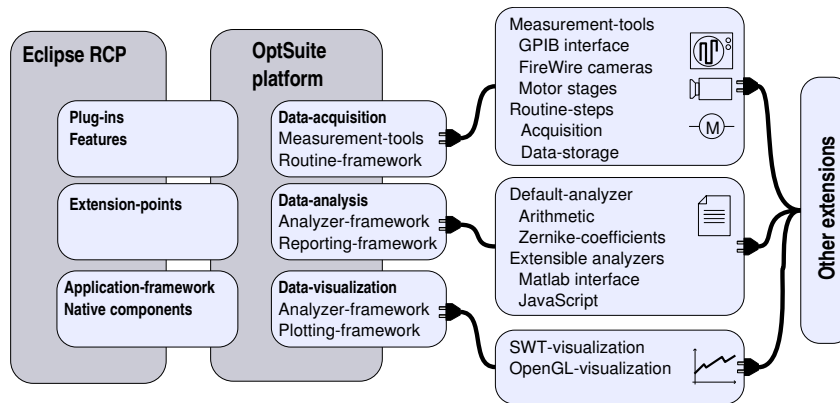 Eclipse RCP
Plug-ins
Features
Extension-points
Application-framework
Native components
OptSuite
platform
Data-acquisition
Measurement-tools
Routine-framework
Data-analysis
Analyzer-framework
Reporting-framework
Data-visualization
Analyzer-framework
Plotting-framework
Measurement-tools
GPIB interface
FireWire cameras
Motor stages
Routine-steps
Acquisition
Data-storage
M
Default-analyzer
Arithmetic
Zernike-coefficients
Extensible analyzers
Matlab interface
JavaScript
SWT-visualization
OpenGL-visualization
Other extensions